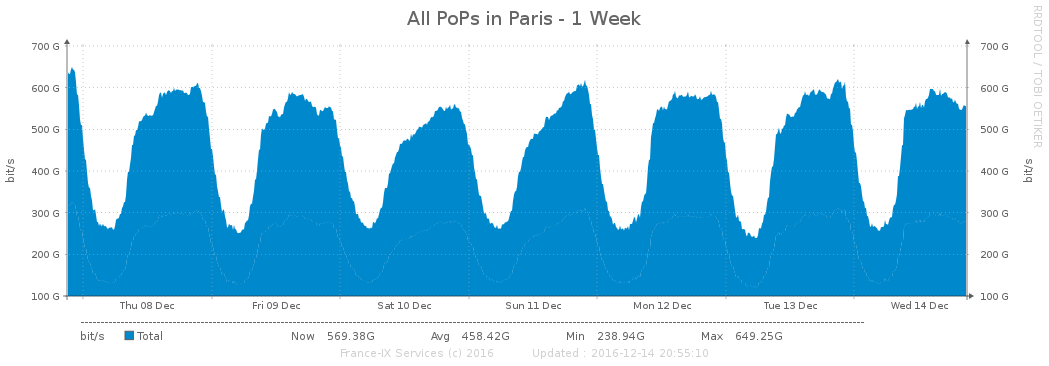 All PoPs in Paris - 1 Week
RRDTOOL / TOBI OETIKER
700 G 700 G
600 G 600 G
500 G 500 G
400 G 400 G
300 G 300 G
200 G 200 G
100 G 100 G
bit/s
bit/s
Thu 08 Dec Fri 09 Dec Sat 10 Dec Sun 11 Dec Mon 12 Dec Tue 13 Dec Wed 14 Dec
bit/s Total Now 569.38G Avg 458.42G Min 238.94G Max 649.25G
France-IX Services (c) 2016 Updated : 2016-12-14 20:55:10